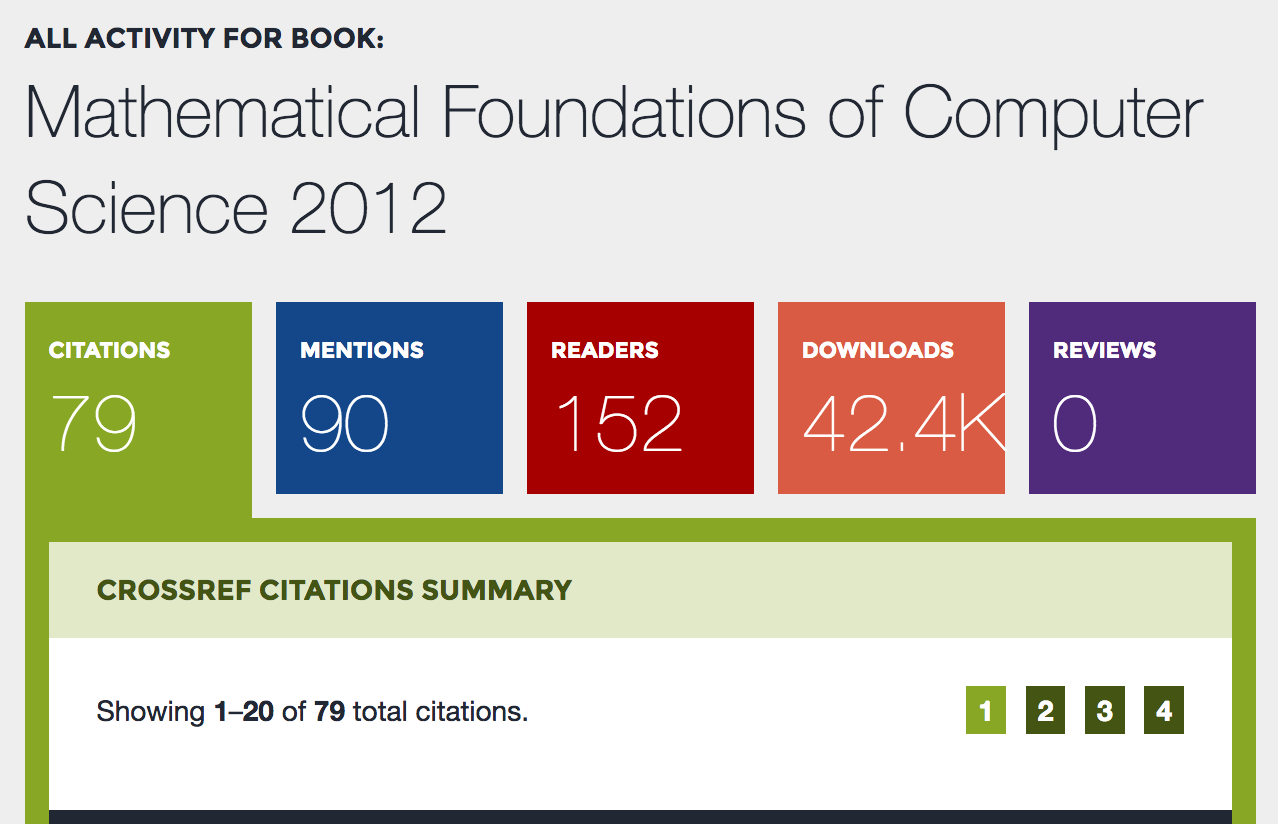 ALL ACTIVITY FOR BOOK:
Mathematical Foundations of Computer
Science 2012
CITATIONS
79
MENTIONS
90
READERS
152
DOWNLOADS
42.4K
REVIEWS
0
CROSSREF CITATIONS SUMMARY
Showing 1–20 of 79 total citations.
1 2 3 4